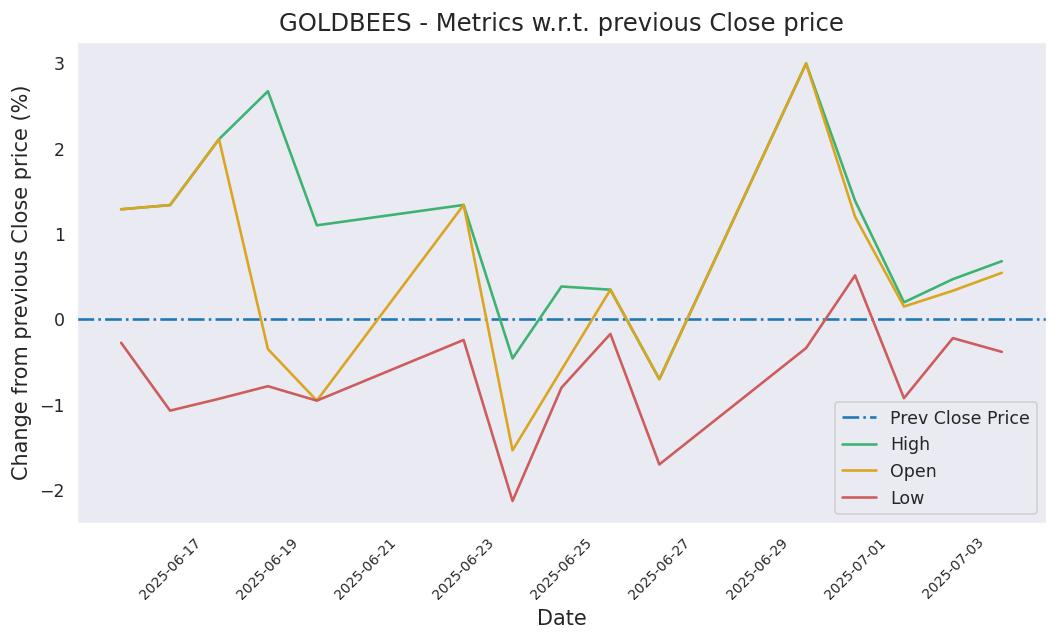 GOLDBEES - Metrics w.r.t. previous Close price
Change from previous Close price (%)
3
2
1
0
−1
−2
Prev Close Price
High
Open
Low
2025-06-17
2025-06-19
2025-06-21
2025-06-23
2025-06-25
2025-06-27
2025-06-29
2025-07-01
2025-07-03
Date